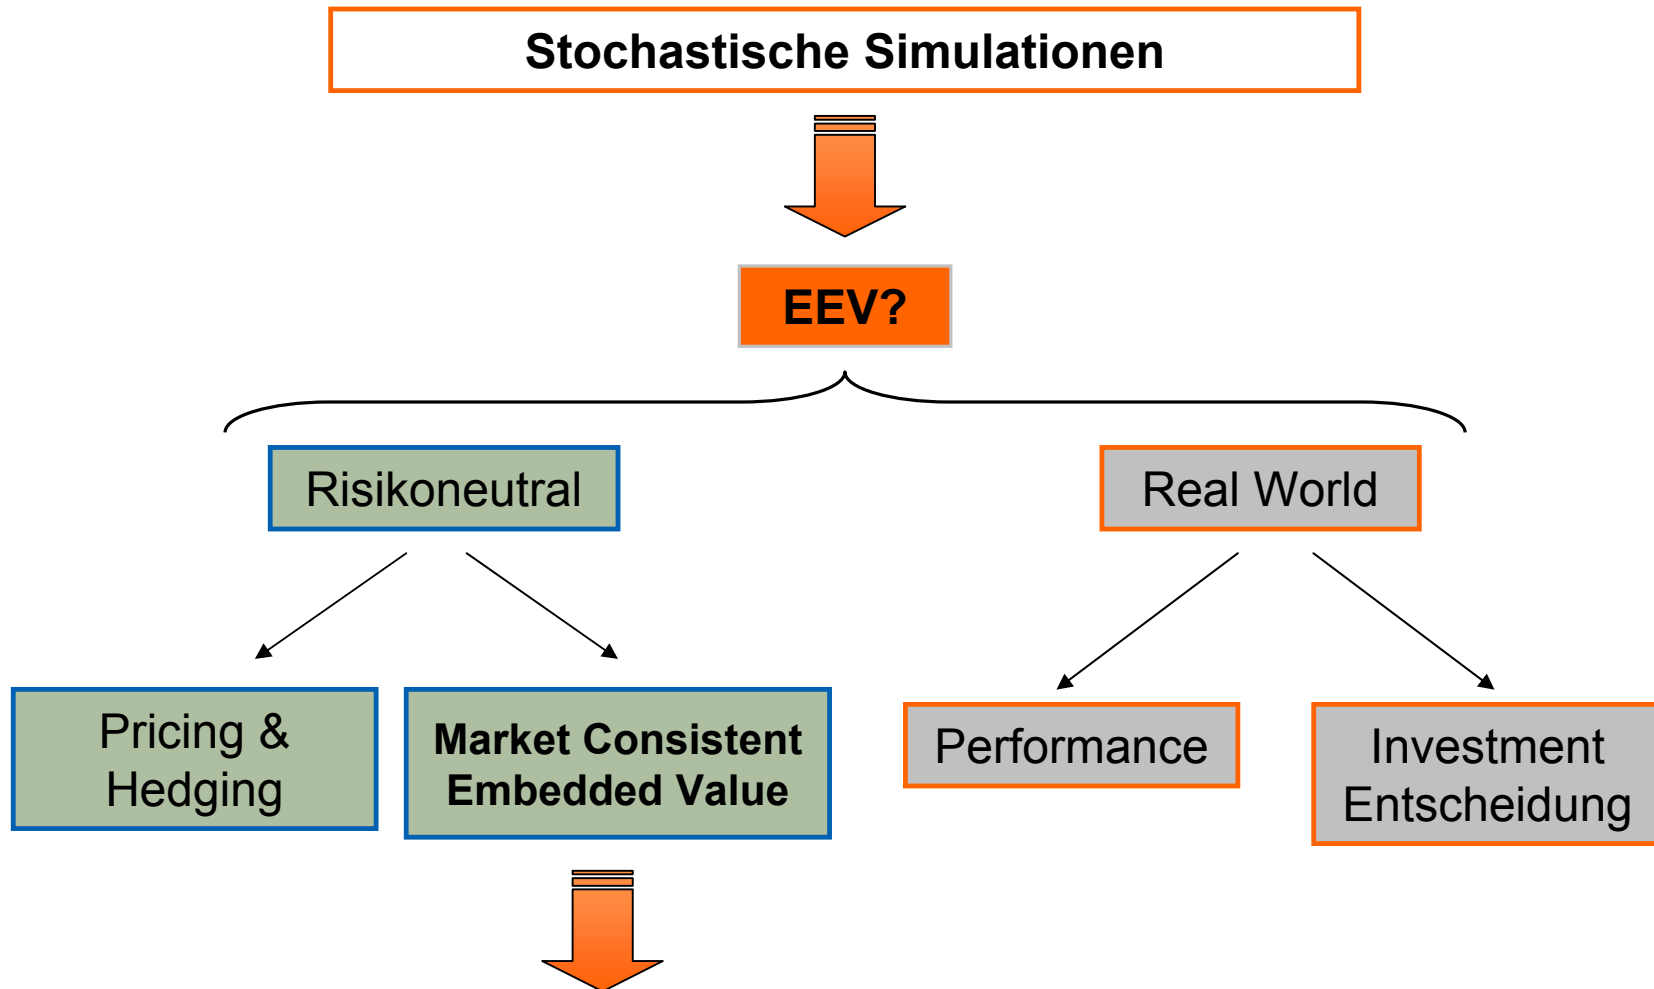 Stochastische Simulationen
EEV?
Risikoneutral
Real World
Pricing &
Hedging
Market Consistent
Embedded Value
Performance
Investment
Entscheidung